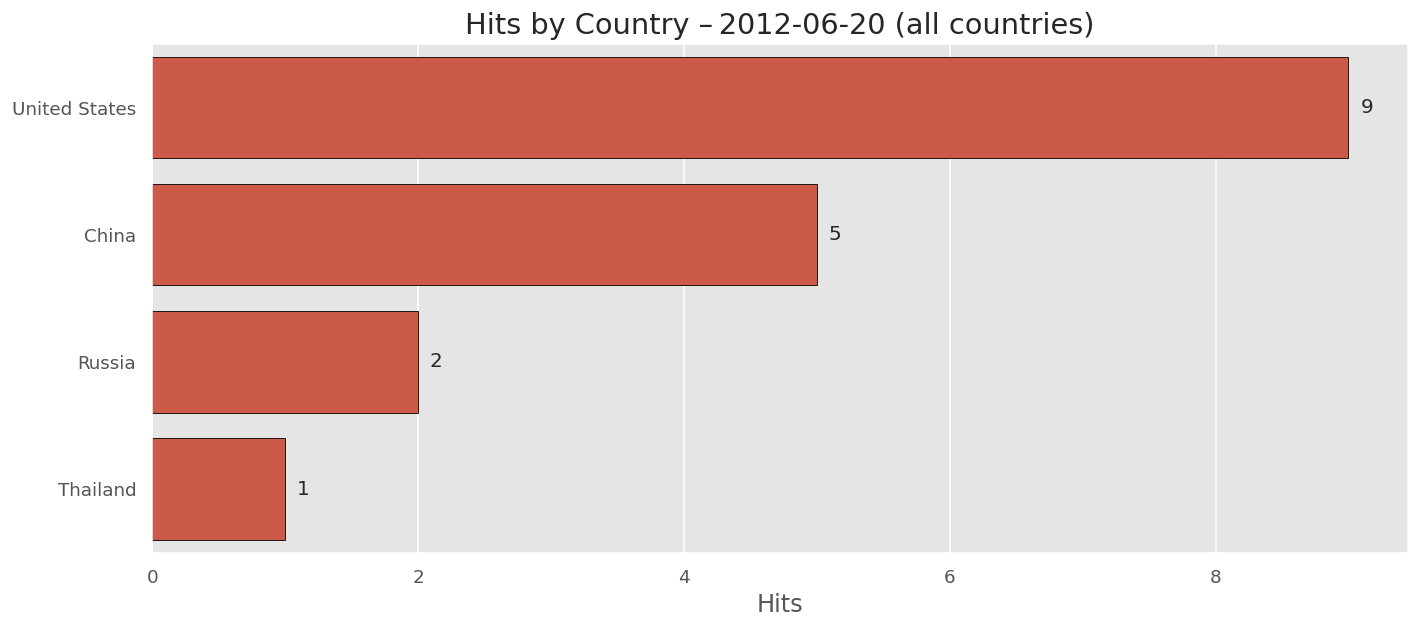 Hits by Country – 2012-06-20 (all countries)
United States
9
China
5
Russia
2
Thailand
1
0 2 4 6 8
Hits